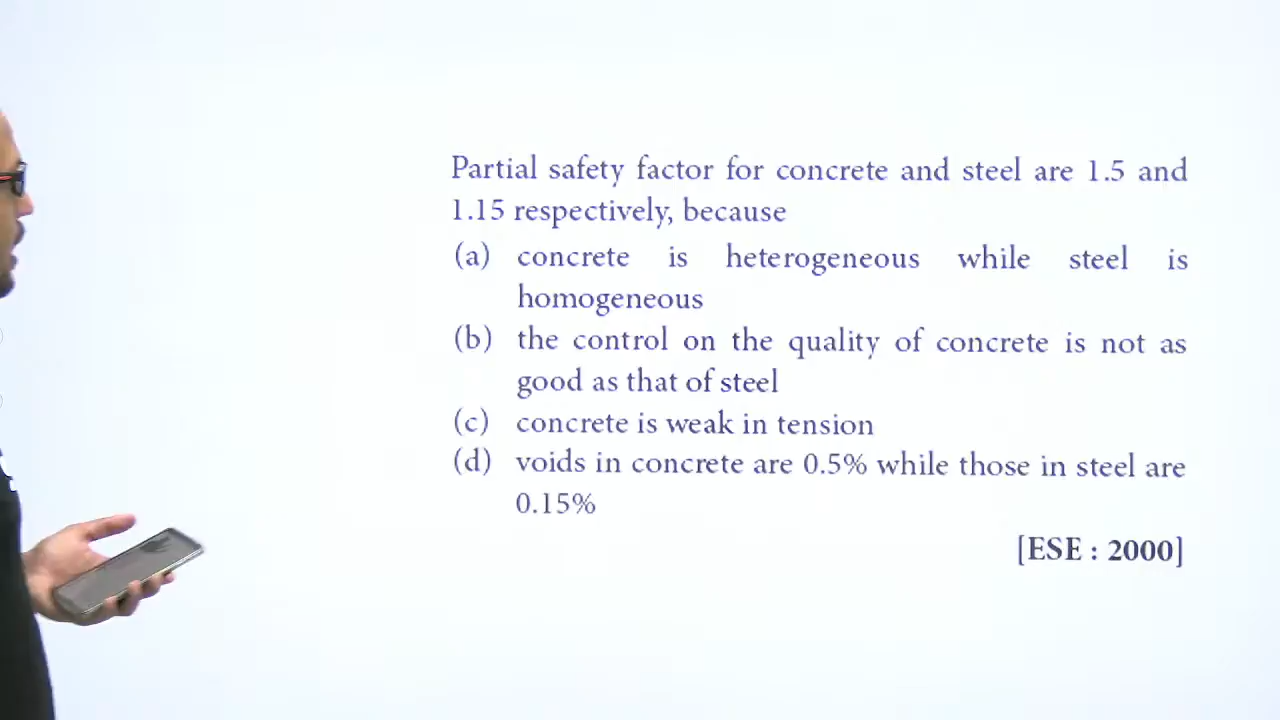 Partial safety factor for concrete and steel are 1.5 and
1.15 respectively, because
(a) concrete is heterogeneous while steel is
homogeneous
(b) the control on the quality of concrete is not as
good as that of steel
(c) concrete is weak in tension
(d) voids in concrete are 0.5% while those in steel are
0.15%
[ESE : 2000]